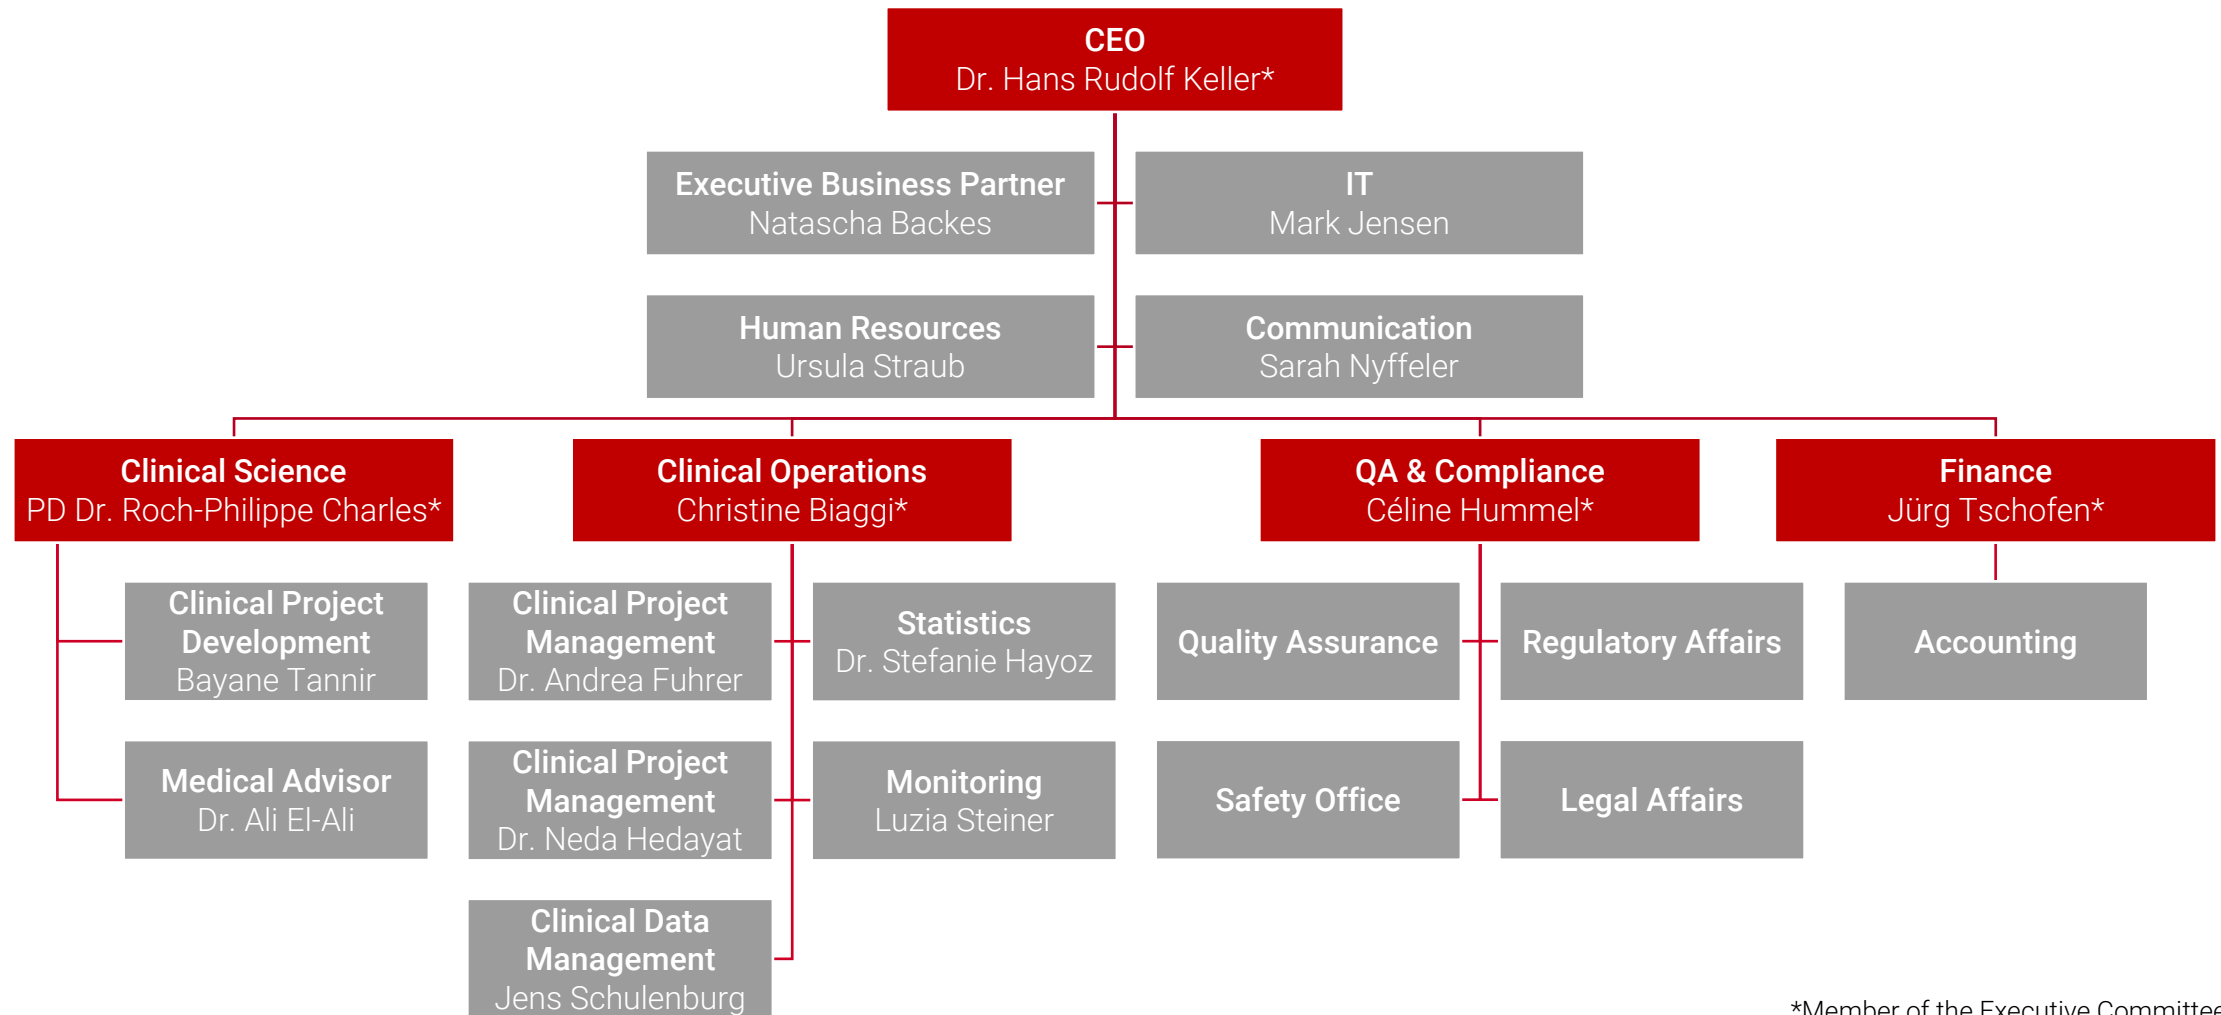 CEO
Dr. Hans Rudolf Keller*
Executive Business Partner
Natascha Backes
IT
Mark Jensen
Human Resources
Ursula Straub
Communication
Sarah Nyffeler
Clinical Science
PD Dr. Roch-Philippe Charles*
Clinical Operations
Christine Biaggi*
QA & Compliance
Céline Hummel*
Finance
Jürg Tschofen*
Clinical Project
Development
Bayane Tannir
Clinical Project
Management
Dr. Andrea Fuhrer
Statistics
Dr. Stefanie Hayoz
Quality Assurance
Regulatory Affairs
Accounting
Medical Advisor
Dr. Ali El-Ali
Clinical Project
Management
Dr. Neda Hedayat
Monitoring
Luzia Steiner
Safety Office
Legal Affairs
Clinical Data
Management
Jens Schulenburg
*Member of the Executive Committee